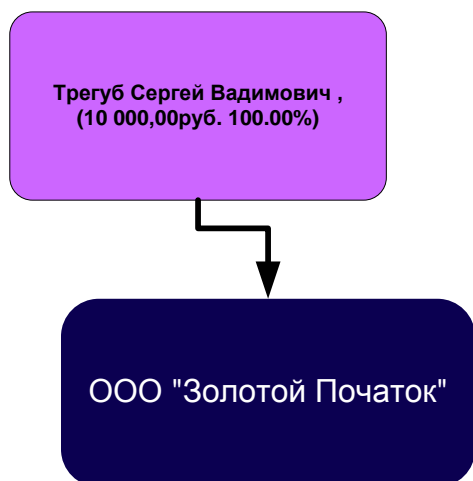 Трегуб Сергей Вадимович ,
(10 000,00руб. 100.00%)
ООО "Золотой Початок"